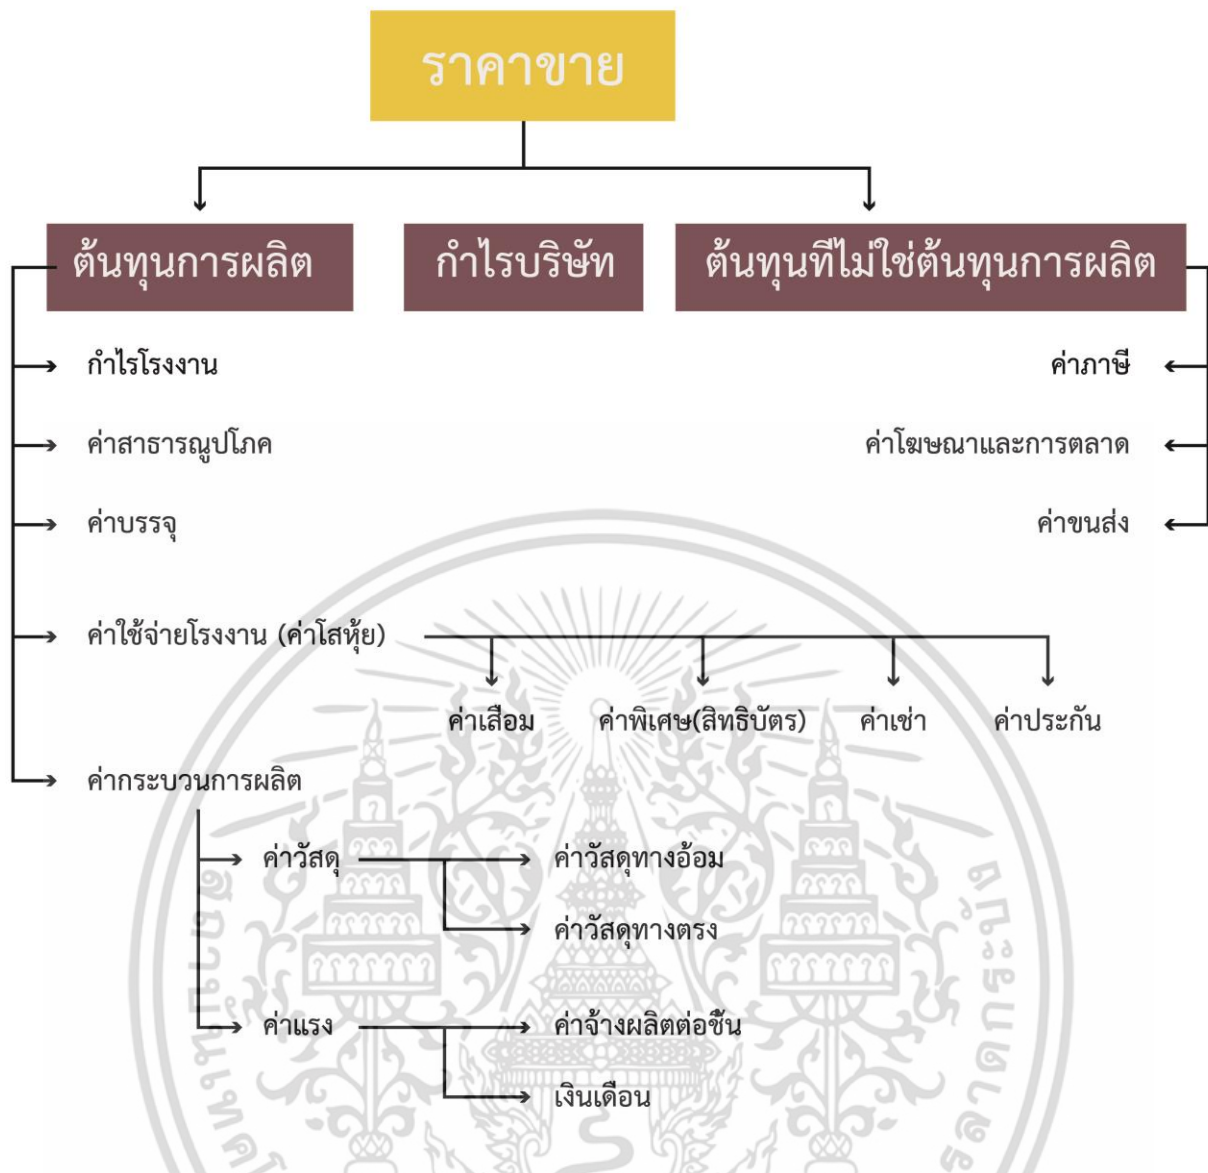 ราคาขาย
ต้นทุนการผลิต
กำไรบริษัท
ต้นทุนที่ไม่ใช่ต้นทุนการผลิต
กำไรโรงงาน
ค่าภาษี
ค่าสาธารณูปโภค
ค่าโฆษณาและการตลาด
ค่าบรรจุ
ค่าขนส่ง
ค่าใช้จ่ายโรงงาน (ค่าโสหุ้ย)
ค่าเสื่อม
ค่าพิเศษ(สิทธิบัตร)
ค่าเช่า
ค่าประกัน
ค่ากระบวนการผลิต
ค่าวัสดุ
ค่าวัสดุทางอ้อม
ค่าวัสดุทางตรง
ค่าแรง
ค่าจ้างผลิตต่อชิ้น
เงินเดือน